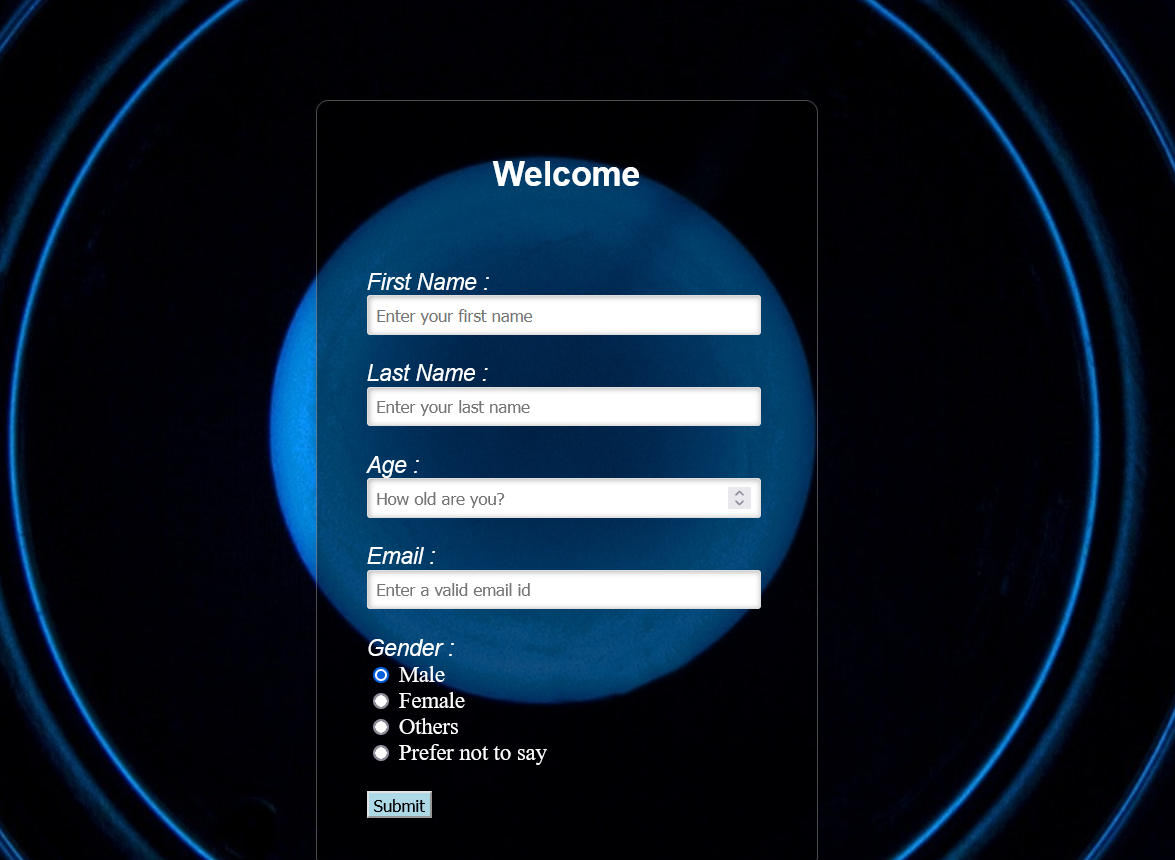 Welcome
First Name :
Enter your first name
Last Name :
Enter your last name
Age :
How old are you?
Email :
Enter a valid email id
Gender :
Male
Female
Others
Prefer not to say
Submit